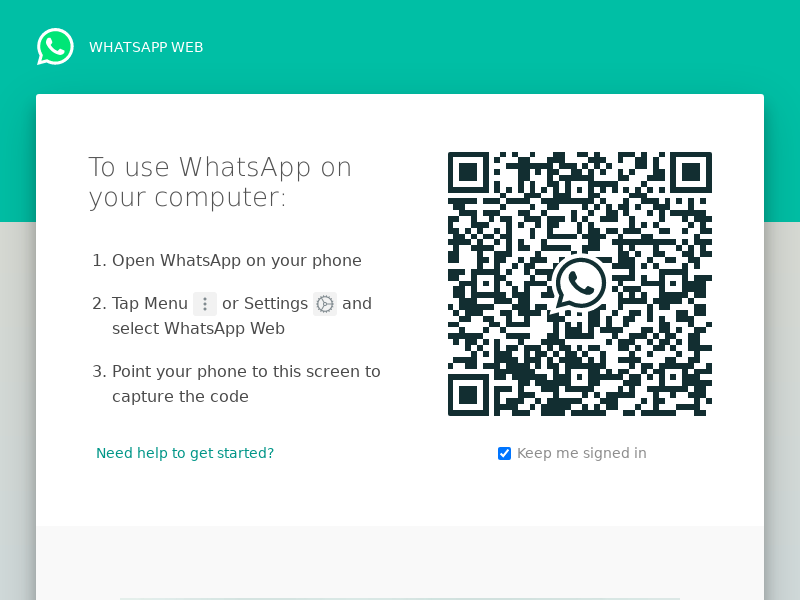 WHATSAPP WEB
To use WhatsApp on
your computer:
1. Open WhatsApp on your phone
2. Tap Menu or Settings and
select WhatsApp Web
3. Point your phone to this screen to
capture the code
Need help to get started?
Keep me signed in